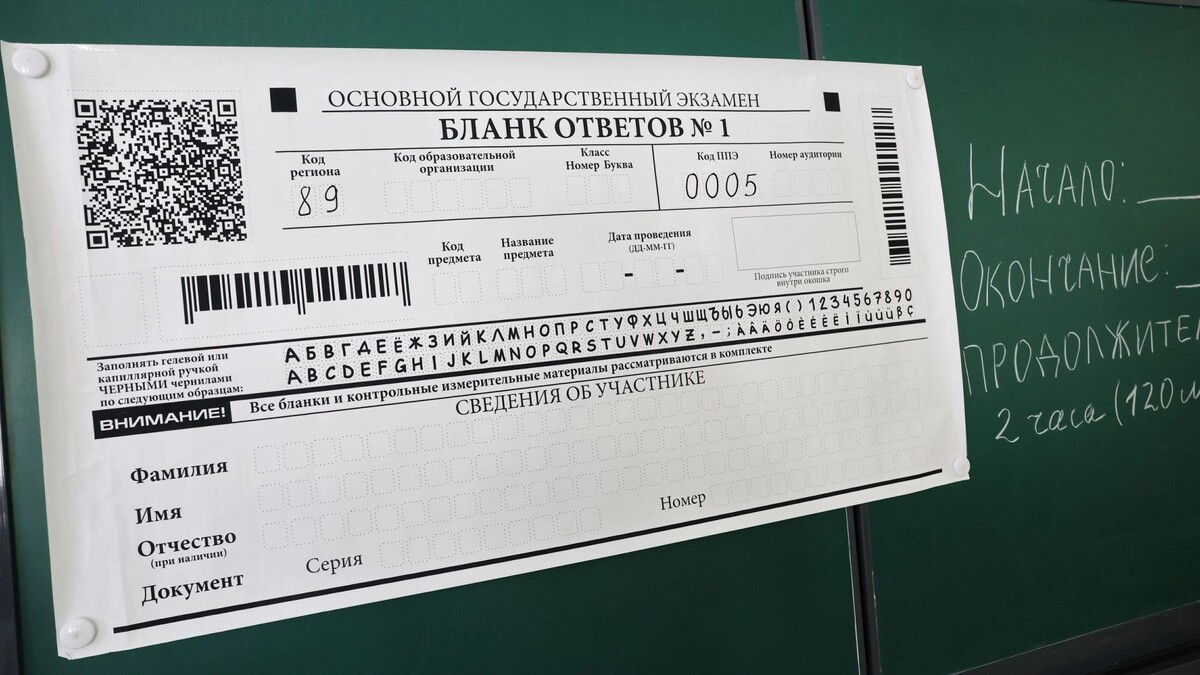 ОСНОВНОЙ ГОСУДАРСТВЕННЫЙ ЭКЗАМЕН
БЛАНК ОТВЕТОВ № 1
Код региона
Код образовательной организации
Класс
Номер Буква
Код ППЭ
Номер аудитории
89
0005
Код предмета
Название предмета
Дата проведения
(ДД-ММ-ГГ)
- -
Подпись участника строго внутри окошка
Заполнять гелевой или
капиллярной ручкой
ЧЕРНЫМИ чернилами
по следующим образцам:
АБВГДЕЁЖЗИЙКЛМНОПРСТУФХЦЧШЩЪЫЬЭЮЯ()1234567890
ABCDEFGHIJKLMNOPQRSTUVWXYZ,-;
ВНИМАНИЕ! Все бланки и контрольные измерительные материалы рассматриваются в комплекте
СВЕДЕНИЯ ОБ УЧАСТНИКЕ
Фамилия
Имя
Отчество
(при наличии)
Документ Серия Номер
НАЧАЛО:
ОКОНЧАНИЕ:
ПРОДОЛЖИТЕЛ
2 часа (120 м